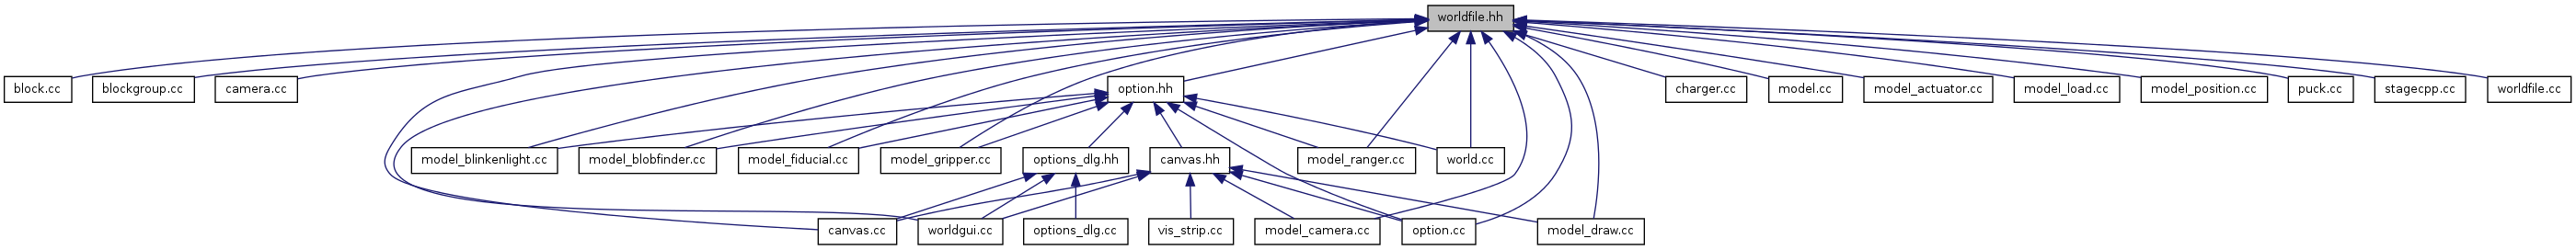 worldfile.hh
block.cc
blockgroup.cc
camera.cc
option.hh
charger.cc
model.cc
model_actuator.cc
model_load.cc
model_position.cc
puck.cc
stagecpp.cc
worldfile.cc
model_blinkenlight.cc
model_blobfinder.cc
model_fiducial.cc
model_gripper.cc
options_dlg.hh
canvas.hh
model_ranger.cc
world.cc
canvas.cc
worldgui.cc
options_dlg.cc
vis_strip.cc
model_camera.cc
option.cc
model_draw.cc